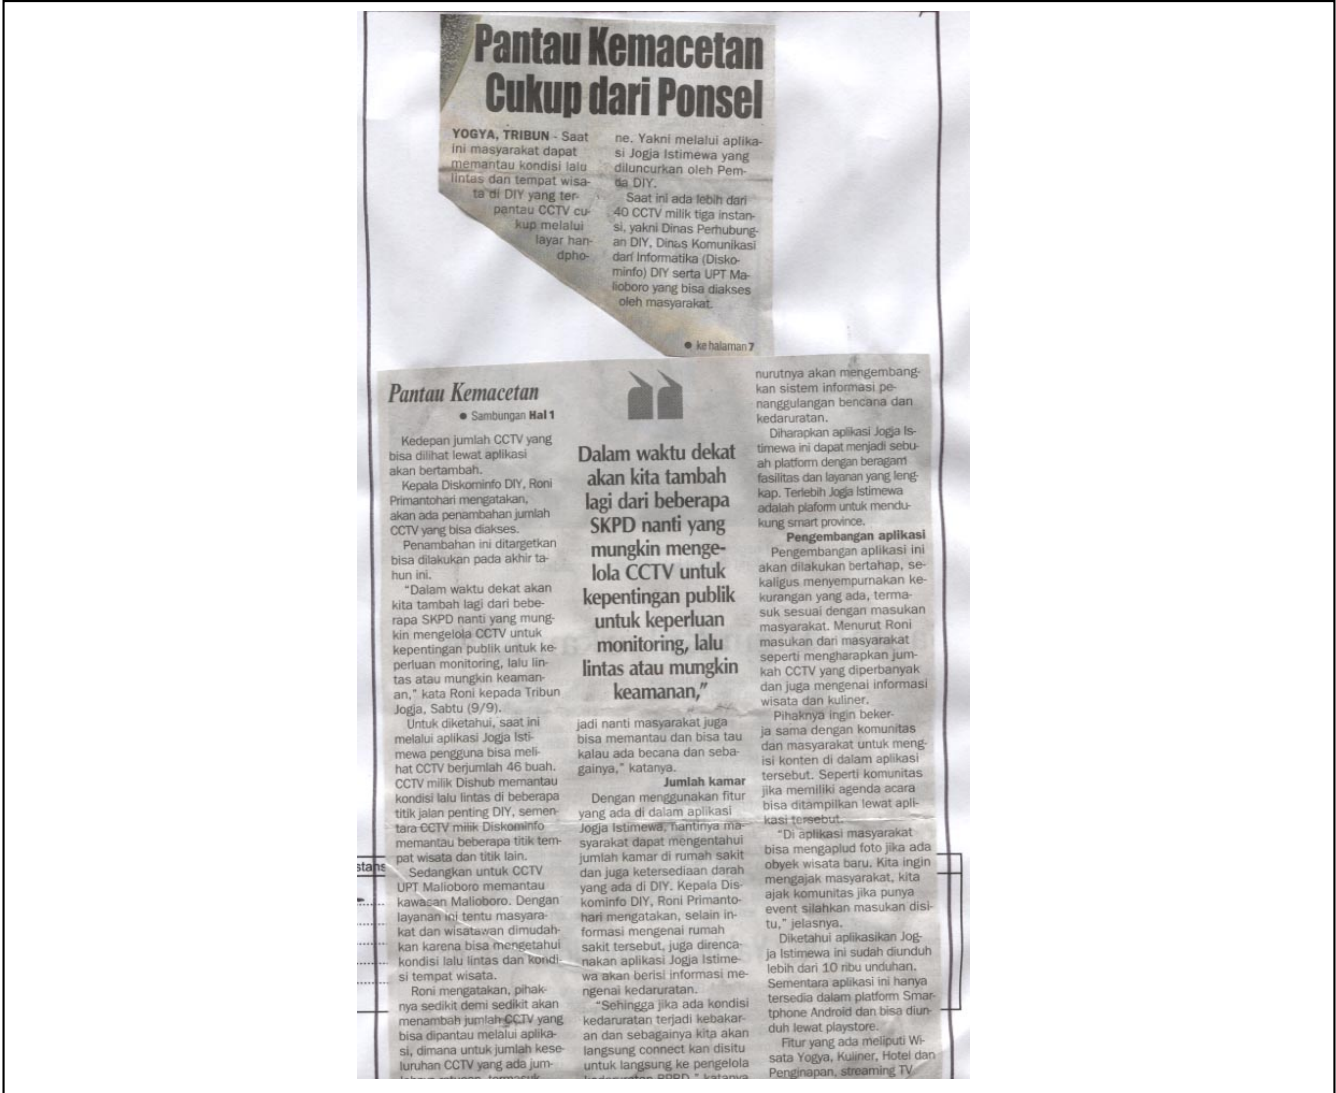 Pantau Kemacetan
Cukup dari Ponsel
YOGYA, TRIBUN - Saat
ini masyarakat dapat
memantau kondisi lalu
lintas dan tempat wisa-
ta di DIY yang ter-
pantau CCTV cu-
kup melalui
layar han-
dpho-
ne. Yakni melalui aplika-
si Jogja Istimewa yang
diluncurkan oleh Pem-
da DIY.
Saat ini ada lebih dari
40 CCTV milik tiga instan-
si, yakni Dinas Perhubung-
an DIY, Dinas Komunikasi
dan Informatika (Disko-
minfo) DIY serta UPT Ma-
lioboro yang bisa diakses
oleh masyarakat.
● ke halaman 7
Pantau Kemacetan
● Sambungan Hal 1
Kedepan jumlah CCTV yang
bisa dilihat lewat aplikasi
akan bertambah.
Kepala Diskominfo DIY, Roni
Primantohari mengatakan,
akan ada penambahan jumlah
CCTV yang bisa diakses.
Penambahan ini ditargetkan
bisa dilakukan pada akhir ta-
hun ini.
"Dalam waktu dekat akan
kita tambah lagi dari bebe-
rapa SKPD nanti yang mung-
kin mengelola CCTV untuk
kepentingan publik untuk ke-
perluan monitoring, lalu lin-
tas atau mungkin keaman-
an," kata Roni kepada Tribun
Jogja, Sabtu (9/9).
Untuk diketahui, saat ini
melalui aplikasi Jogja Isti-
mewa pengguna bisa meli-
hat CCTV berjumlah 46 buah.
CCTV milik Dishub memantau
kondisi lalu lintas di beberapa
titik jalan penting DIY, semen-
tara CCTV milik Diskominfo
memantau beberapa titik tem-
pat wisata dan titik lain.
Sedangkan untuk CCTV
UPT Malioboro memantau
kawasan Malioboro. Dengan
layanan ini tentu masyara-
kat dan wisatawan dimudah-
kan karena bisa mengetahui
kondisi lalu lintas dan kondi-
si tempat wisata.
Roni mengatakan, pihak-
nya sedikit demi sedikit akan
menambah jumlah CCTV yang
bisa dipantau melalui aplika-
si, dimana untuk jumlah kese-
luruhan CCTV yang ada jum-
Dalam waktu dekat
akan kita tambah
lagi dari beberapa
SKPD nanti yang
mungkin menge-
lola CCTV untuk
kepentingan publik
untuk keperluan
monitoring, lalu
lintas atau mungkin
keamanan,"
jadi nanti masyarakat juga
bisa memantau dan bisa tau
kalau ada becana dan seba-
gainya," katanya.
Jumlah kamar
Dengan menggunakan fitur
yang ada di dalam aplikasi
Jogja Istimewa, nantinya ma-
syarakat dapat mengentahui
jumlah kamar di rumah sakit
dan juga ketersediaan darah
yang ada di DIY. Kepala Dis-
kominfo DIY, Roni Primanto-
hari mengatakan, selain in-
formasi mengenai rumah
sakit tersebut, juga direnca-
nakan aplikasi Jogja Istime-
wa akan berisi informasi me-
ngenai kedaruratan.
"Sehingga jika ada kondisi
kedaruratan terjadi kebakar-
an dan sebagainya kita akan
langsung connect kan disitu
untuk langsung ke pengelola
nurutnya akan mengembang-
kan sistem informasi pe-
nanggulangan bencana dan
kedaruratan.
Diharapkan aplikasi Jogja Is-
timewa ini dapat menjadi sebu-
ah platform dengan beragam
fasilitas dan layanan yang leng-
kap. Terlebih Jogja Istimewa
adalah plaform untuk mendu-
kung smart province.
Pengembangan aplikasi
Pengembangan aplikasi ini
akan dilakukan bertahap, se-
kaligus menyempurnakan ke-
kurangan yang ada, terma-
suk sesuai dengan masukan
masyarakat. Menurut Roni
masukan dari masyarakat
seperti mengharapkan jum-
kah CCTV yang diperbanyak
dan juga mengenai informasi
wisata dan kuliner.
Pihaknya ingin beker-
ja sama dengan komunitas
dan masyarakat untuk meng-
isi konten di dalam aplikasi
tersebut. Seperti komunitas
jika memiliki agenda acara
bisa ditampilkan lewat apli-
kasi tersebut.
"Di aplikasi masyarakat
bisa mengaplud foto jika ada
obyek wisata baru. Kita ingin
mengajak masyarakat, kita
ajak komunitas jika punya
event silahkan masukan disi-
tu," jelasnya.
Diketahui aplikasikan Jog-
ja Istimewa ini sudah diunduh
lebih dari 10 ribu unduhan.
Sementara aplikasi ini hanya
tersedia dalam platform Smar-
tphone Android dan bisa diun-
duh lewat playstore.
Fitur yang ada meliputi Wi-
sata Yogya, Kuliner, Hotel dan
Penginapan, streaming TV